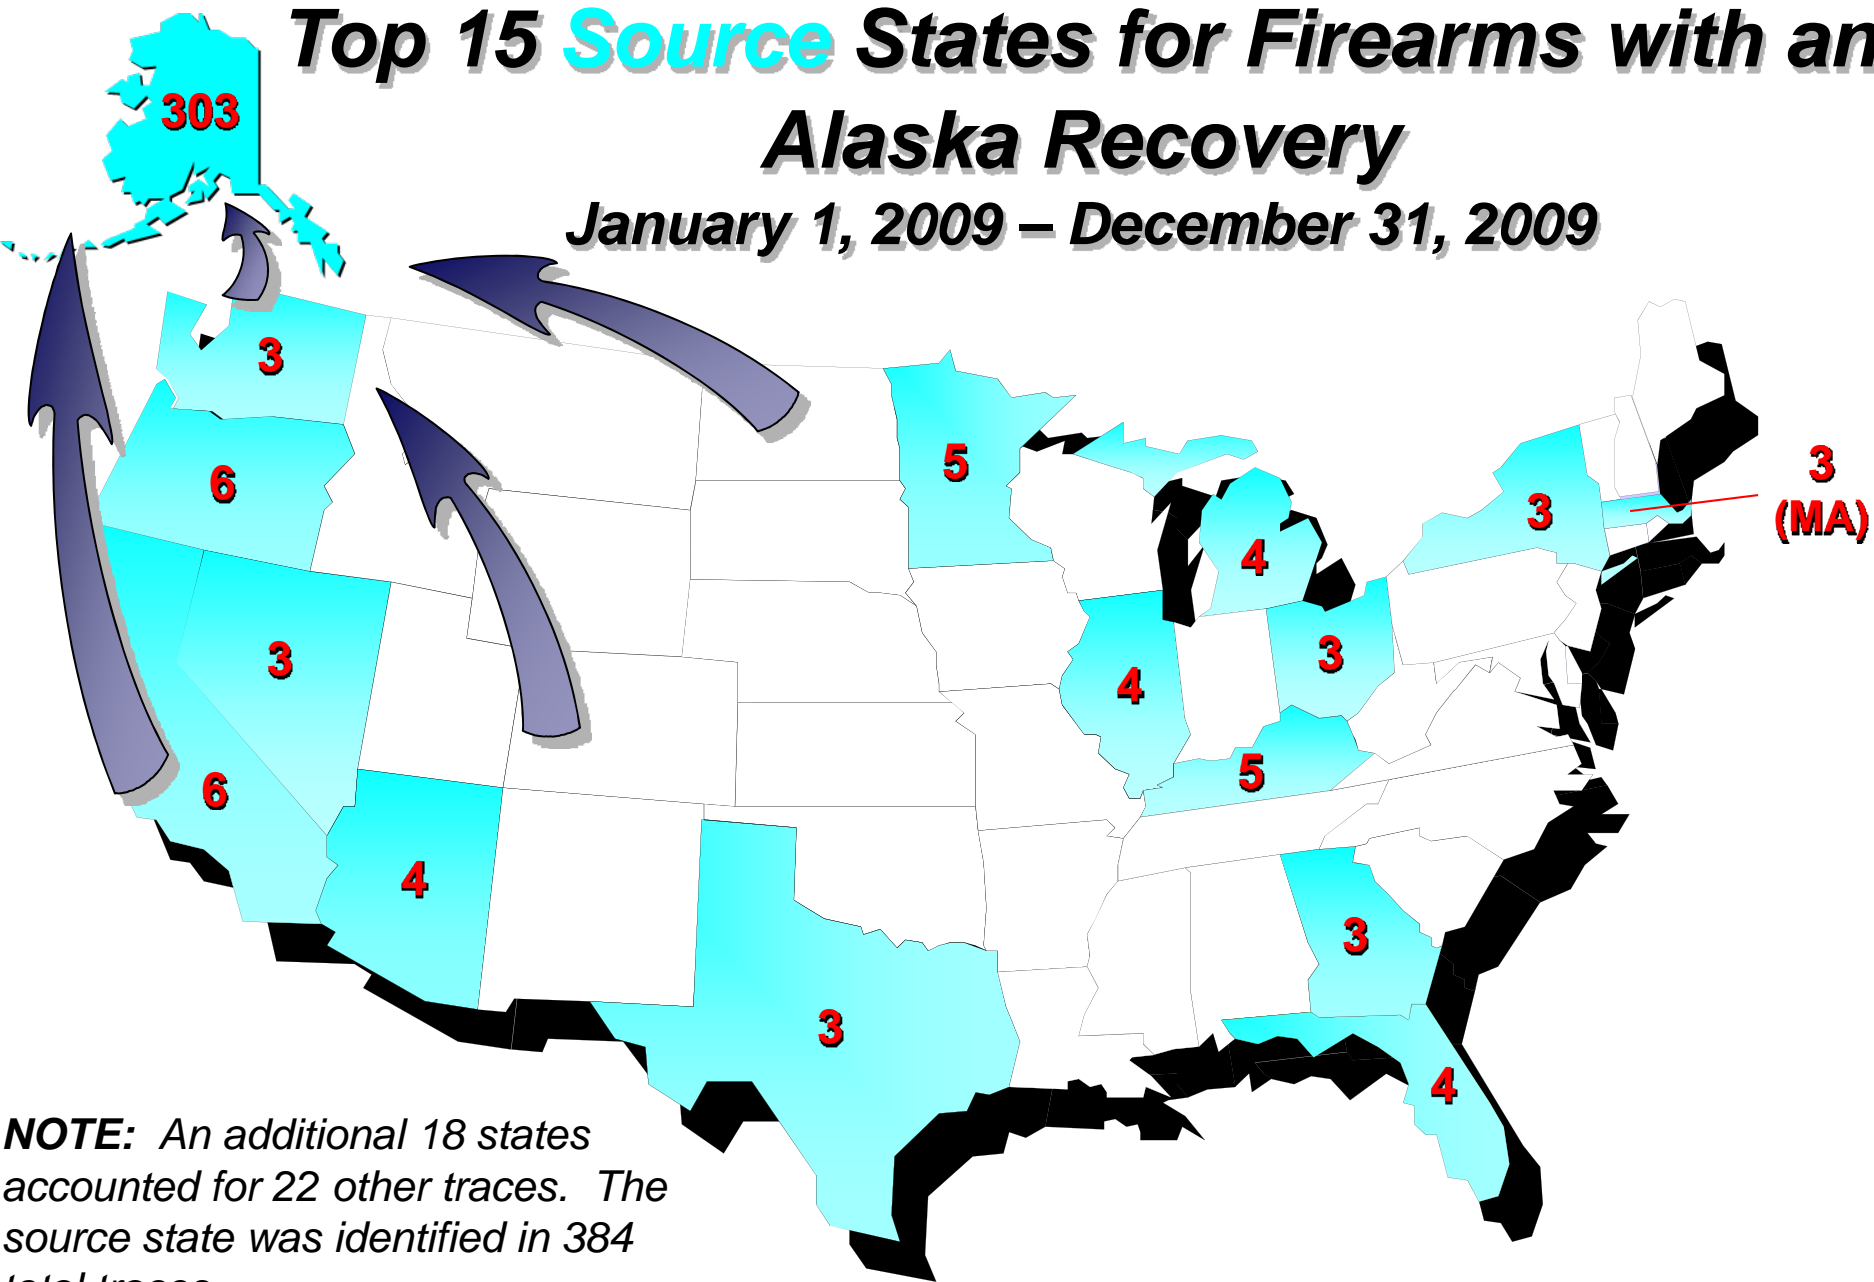 Top 15 Source States for Firearms with an
Alaska Recovery
January 1, 2009 – December 31, 2009
303
3
6
5
3
3
(MA)
4
3
3
4
5
6
4
3
3
4
NOTE: An additional 18 states
accounted for 22 other traces. The
source state was identified in 384
total traces